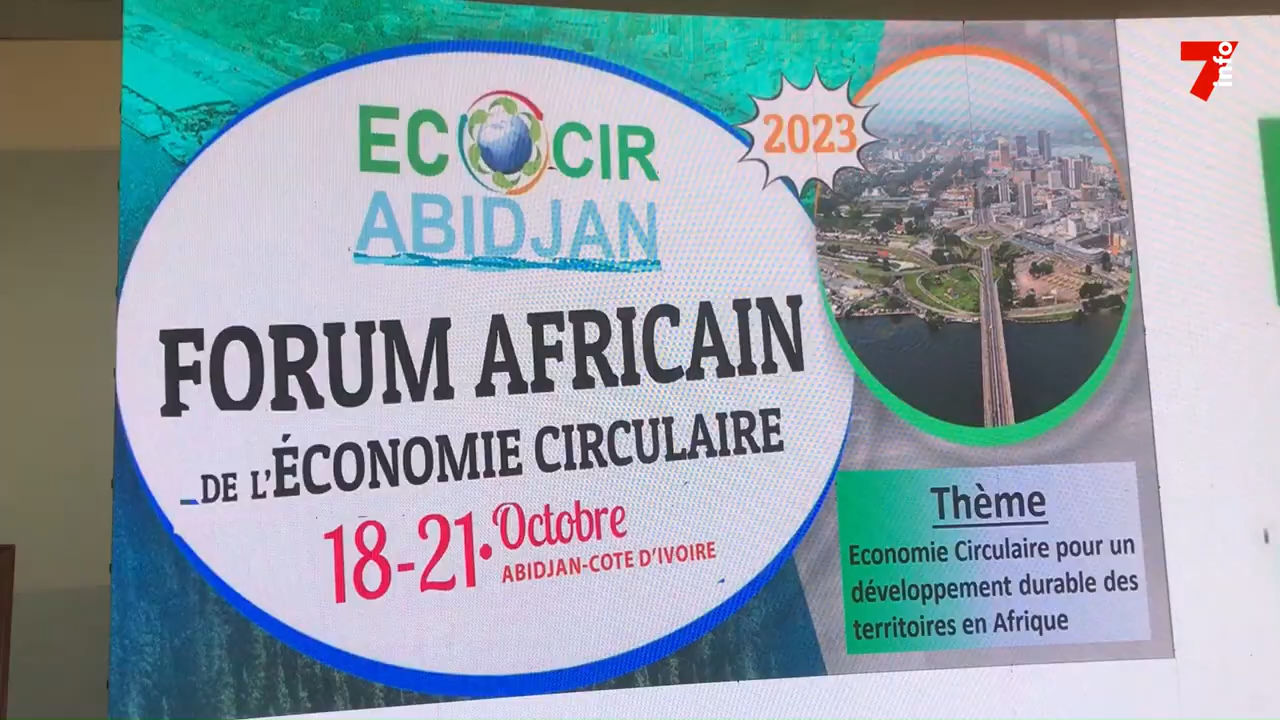 ECOCIR
ABIDJAN
FORUM AFRICAIN
DE L'ÉCONOMIE CIRCULAIRE
18-21 Octobre
ABIDJAN-COTE D'IVOIRE
2023
Thème
Economie Circulaire pour un
développement durable des
territoires en Afrique
7info